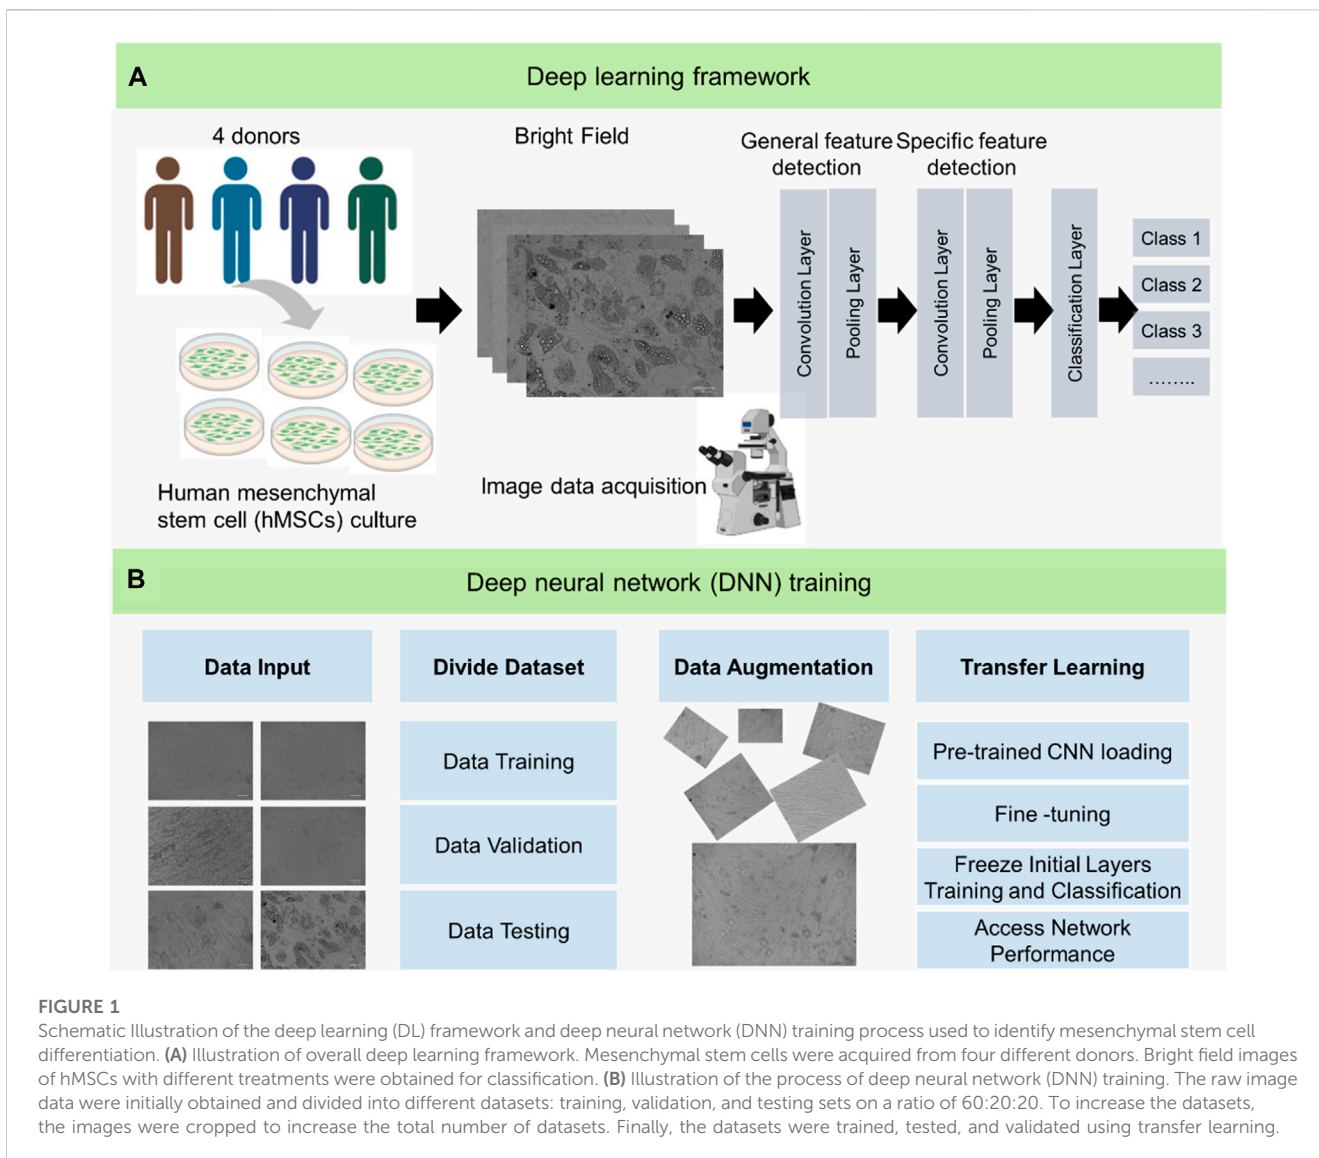 A
Deep learning framework
4 donors
Human mesenchymal
stem cell (hMSCs) culture
Bright Field
Image data acquisition
General feature
detection
Specific feature
detection
Convolution Layer
Pooling Layer
Convolution Layer
Pooling Layer
Classification Layer
Class 1
Class 2
Class 3
........
B
Deep neural network (DNN) training
Data Input
Divide Dataset
Data Training
Data Validation
Data Testing
Data Augmentation
Transfer Learning
Pre-trained CNN loading
Fine -tuning
Freeze Initial Layers
Training and Classification
Access Network
Performance
FIGURE 1
Schematic Illustration of the deep learning (DL) framework and deep neural network (DNN) training process used to identify mesenchymal stem cell
differentiation. (A) Illustration of overall deep learning framework. Mesenchymal stem cells were acquired from four different donors. Bright field images
of hMSCs with different treatments were obtained for classification. (B) Illustration of the process of deep neural network (DNN) training. The raw image
data were initially obtained and divided into different datasets: training, validation, and testing sets on a ratio of 60:20:20. To increase the datasets,
the images were cropped to increase the total number of datasets. Finally, the datasets were trained, tested, and validated using transfer learning.